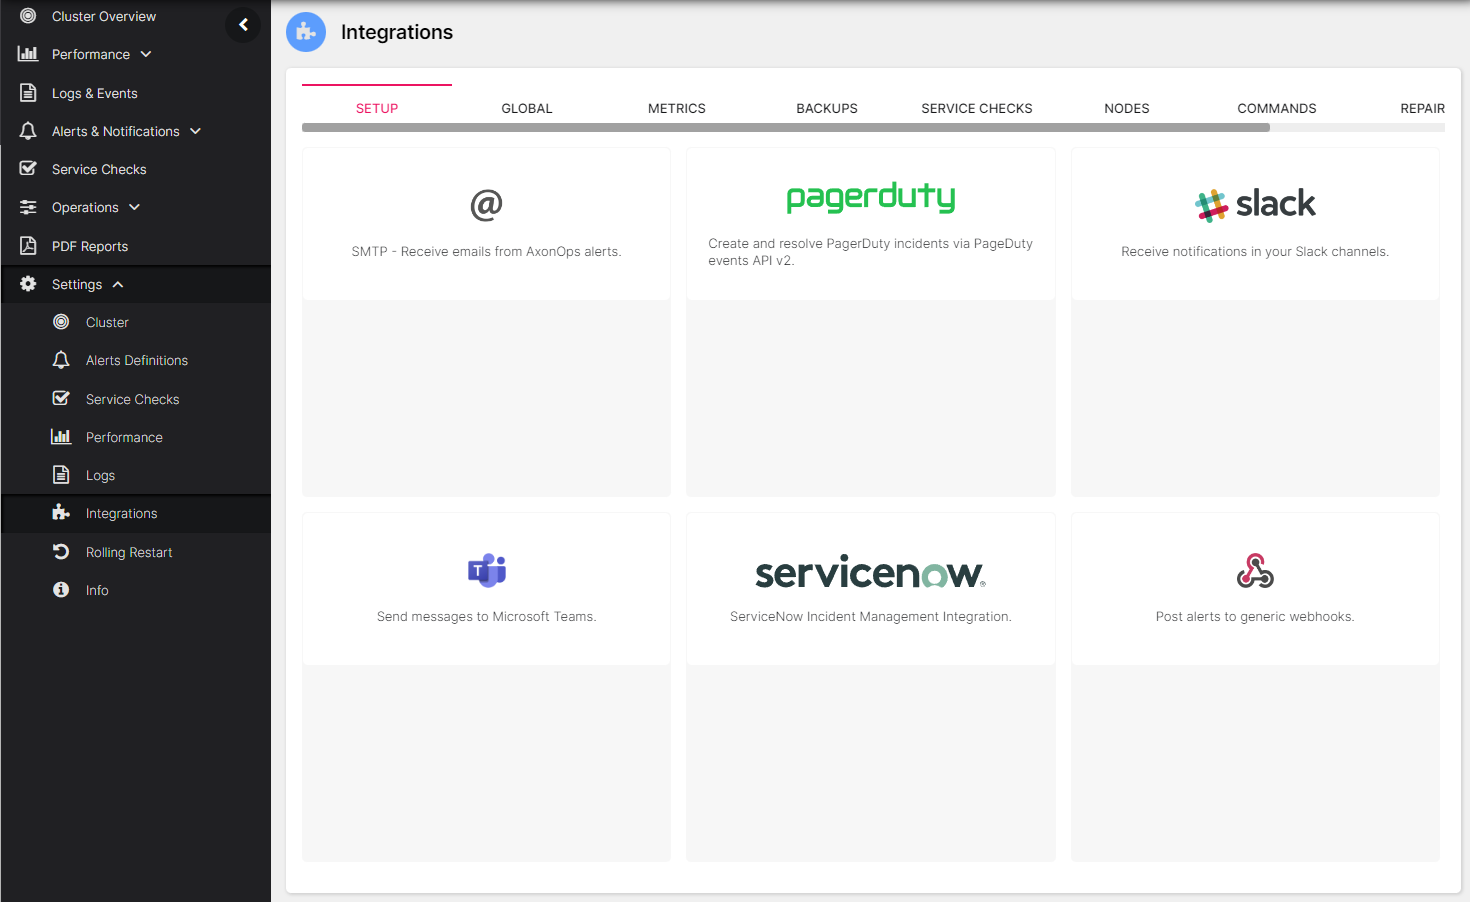 Cluster Overview
Performance
Logs & Events
Alerts & Notifications
Service Checks
Operations
PDF Reports
Settings
Cluster
Alerts Definitions
Service Checks
Performance
Logs
Integrations
Rolling Restart
Info
Integrations
SETUP GLOBAL METRICS BACKUPS SERVICE CHECKS NODES COMMANDS REPAIR
@
SMTP - Receive emails from AxonOps alerts.
pagerduty
Create and resolve PagerDuty incidents via PageDuty
events API v2.
slack
Receive notifications in your Slack channels.
T
Send messages to Microsoft Teams.
servicenow®
ServiceNow Incident Management Integration.
Post alerts to generic webhooks.